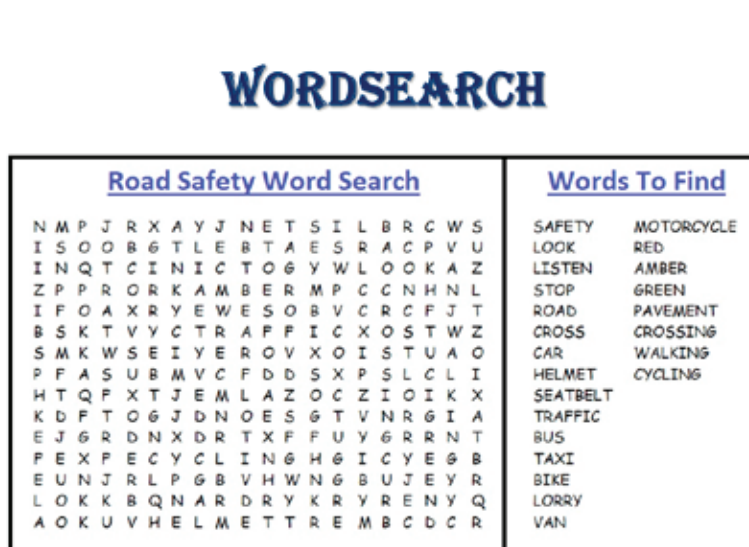 WORDSEARCH
Road Safety Word Search
N M P J R X A Y J N E T S I L B R C W S
I S O O B G T L E B T A E S R A C P V U
I N Q T C I N I C T O G Y W L O O K A Z
Z P P R O R K A M B E R M P C C N H N L
I F O A X R Y E W E S O B V C R C F J T
B S K T V Y C T R A F F I C X O S T W Z
S M K W S E I Y E R O V X O I S T U A O
P F A S U B M V C F D D S X P S L C L I
H T Q F X T J E M L A Z O C Z I O I K X
K D F T O G J D N O E S G T V N R G I A
E J G R D N X D R T X F F U Y G R R N T
P E X P E C Y C L I N G H G I C Y E G B
E U N J R L P G B V H W N G B U J E Y R
L O K K B Q N A R D R Y K R Y R E N Y Q
A O K U V H E L M E T T R E M B C D C R
Words To Find
SAFETY MOTORCYCLE
LOOK RED
LISTEN AMBER
STOP GREEN
ROAD PAVEMENT
CROSS CROSSING
CAR WALKING
HELMET CYCLING
SEATBELT
TRAFFIC
BUS
TAXI
BIKE
LORRY
VAN